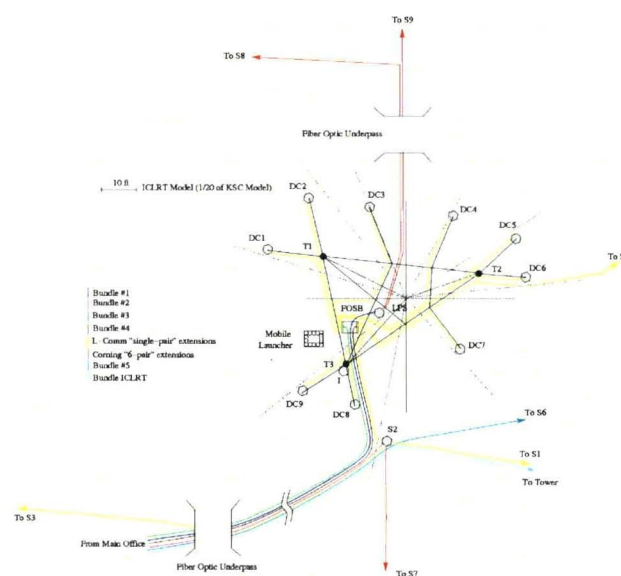 To S9
To S8
Fiber Optic Underpass
10 ft
ICLRT Model (1/20 of KSC Model)
DC2
DC3
DC4
DC5
DC1
T1
T2
DC6
Bundle #1
Bundle #2
Bundle #3
Bundle #4
L-Comm "single-pair" extensions
Corning "6-pair" extensions
Bundle #5
Bundle ICLRT
FOSB
Mobile
Launcher
DC7
T3
I
DC9
DC8
S2
To S6
To S1
To Tower
To S3
From Main Office
Fiber Optic Underpass
To S7